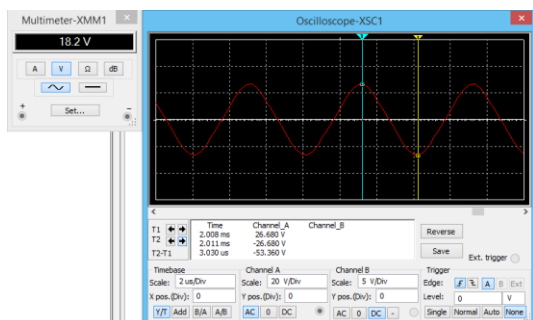 Multimeter-XMM1
18.2 V
A V Ω dB
+ Set... -
Oscilloscope-XSC1
Time Channel_A Channel_B
T1 2.008 ms 26.680 V
T2 2.011 ms -26.680 V
T2-T1 3.030 us -53.360 V
Reverse
Save
Ext. trigger
Timebase Channel A Channel B Trigger
Scale: 2 us/Div Scale: 20 V/Div Scale: 5 V/Div Edge: A B Ext
X pos.(Div): 0 Y pos.(Div): 0 Y pos.(Div): 0 Level: 0 V
Y/T Add B/A A/B AC 0 DC AC 0 DC - Single Normal Auto None